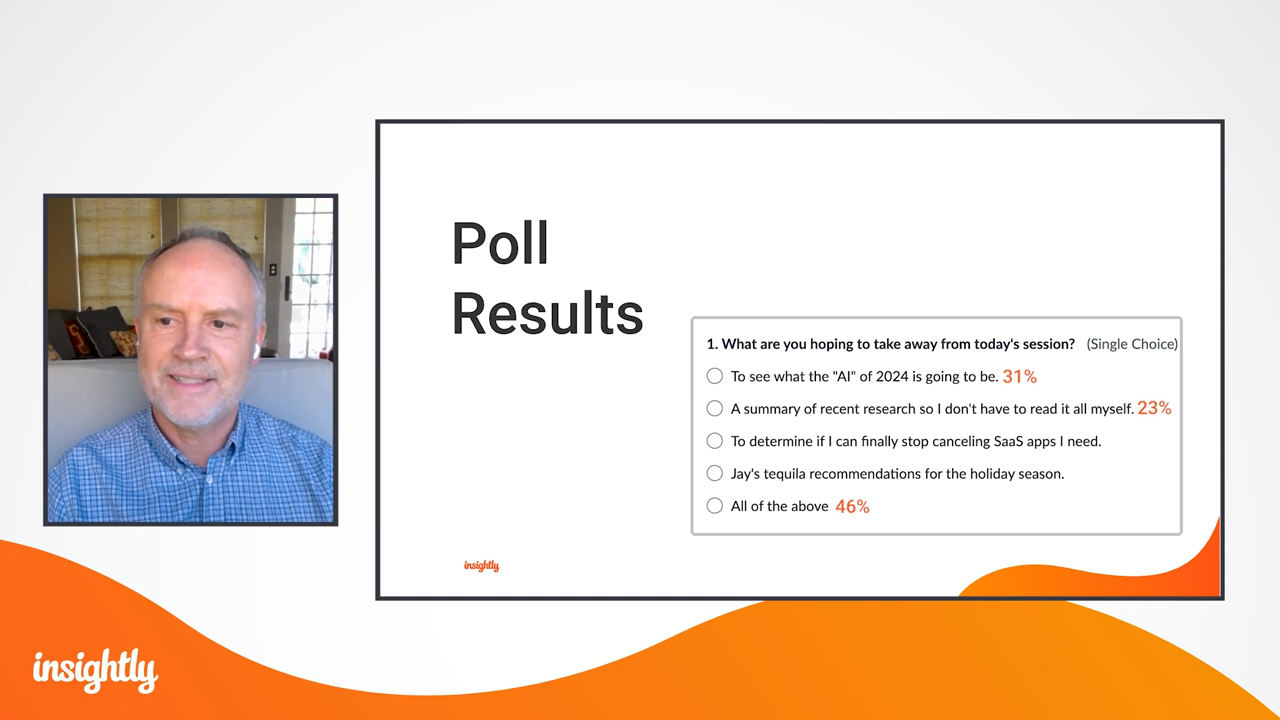 Poll
Results
1. What are you hoping to take away from today's session? (Single Choice)
To see what the "AI" of 2024 is going to be. 31%
A summary of recent research so I don't have to read it all myself. 23%
To determine if I can finally stop canceling SaaS apps I need.
Jay's tequila recommendations for the holiday season.
All of the above 46%
insightly
insightly